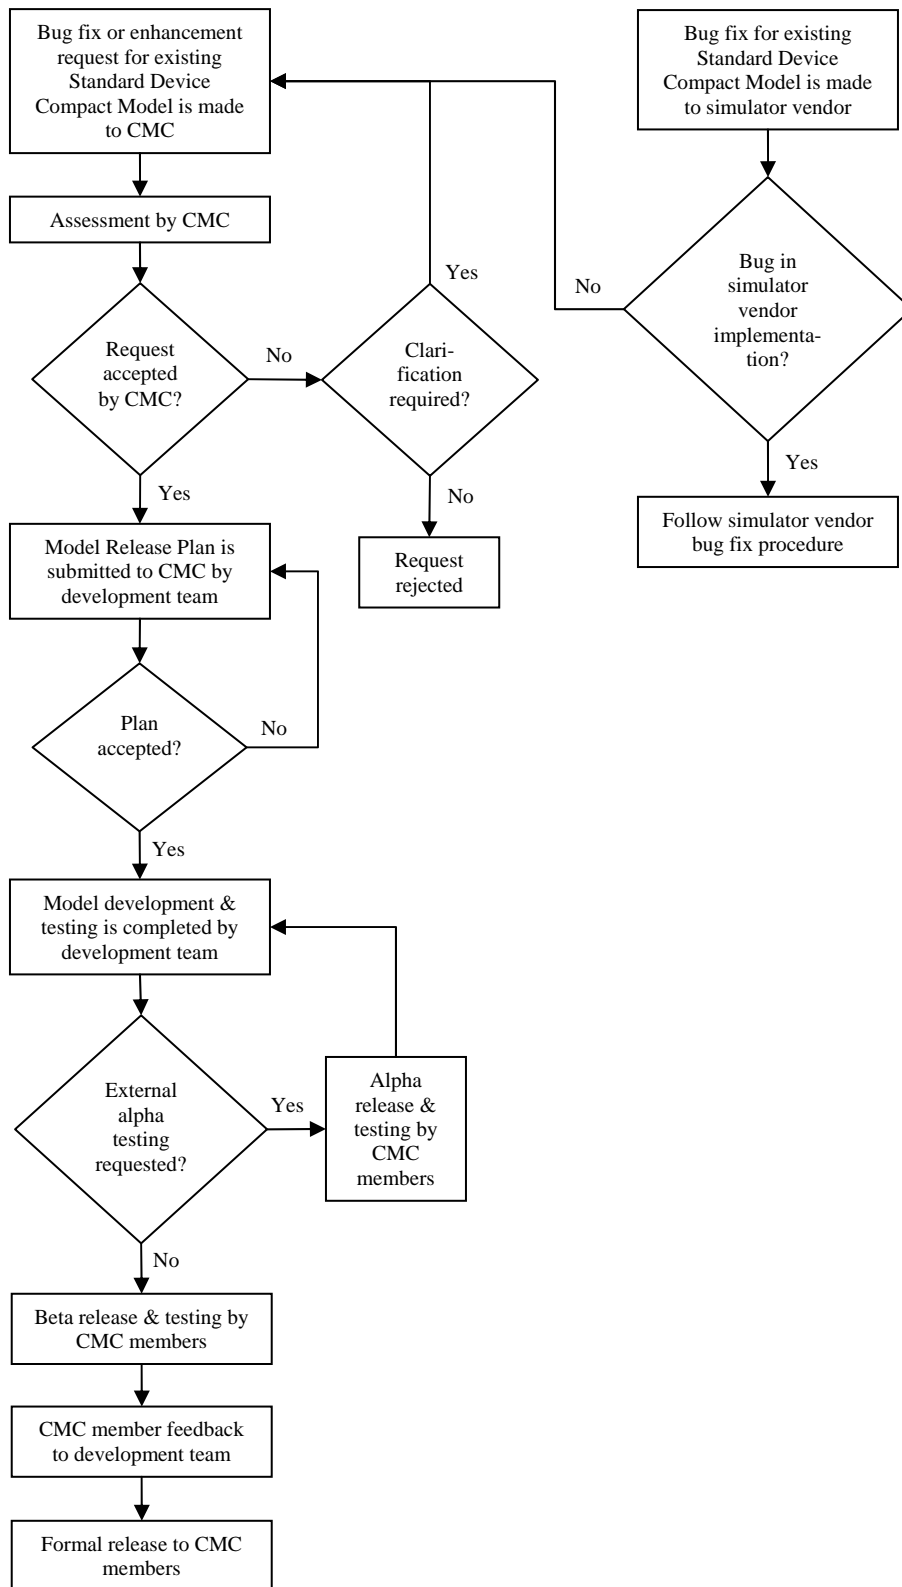 Bug fix or enhancement
request for existing
Standard Device
Compact Model is made
to CMC
Bug fix for existing
Standard Device
Compact Model is made
to simulator vendor
Assessment by CMC
Yes
No
Bug in
simulator
vendor
implementa-
tion?
Request
accepted
by CMC?
No
Clari-
fication
required?
Yes
Yes
No
Follow simulator vendor
bug fix procedure
Model Release Plan is
submitted to CMC by
development team
Request
rejected
Plan
accepted?
No
Yes
Model development &
testing is completed by
development team
External
alpha
testing
requested?
Yes
Alpha
release &
testing by
CMC
members
No
Beta release & testing by
CMC members
CMC member feedback
to development team
Formal release to CMC
members